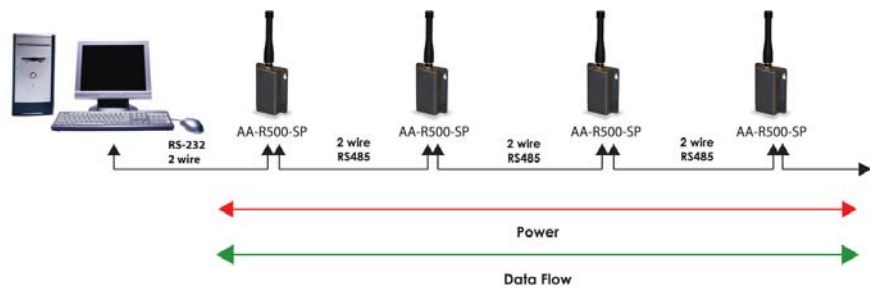 AA-R500-SP
AA-R500-SP
AA-R500-SP
AA-R500-SP
RS-232
2 wire
2 wire
RS485
2 wire
RS485
2 wire
RS485
Power
Data Flow